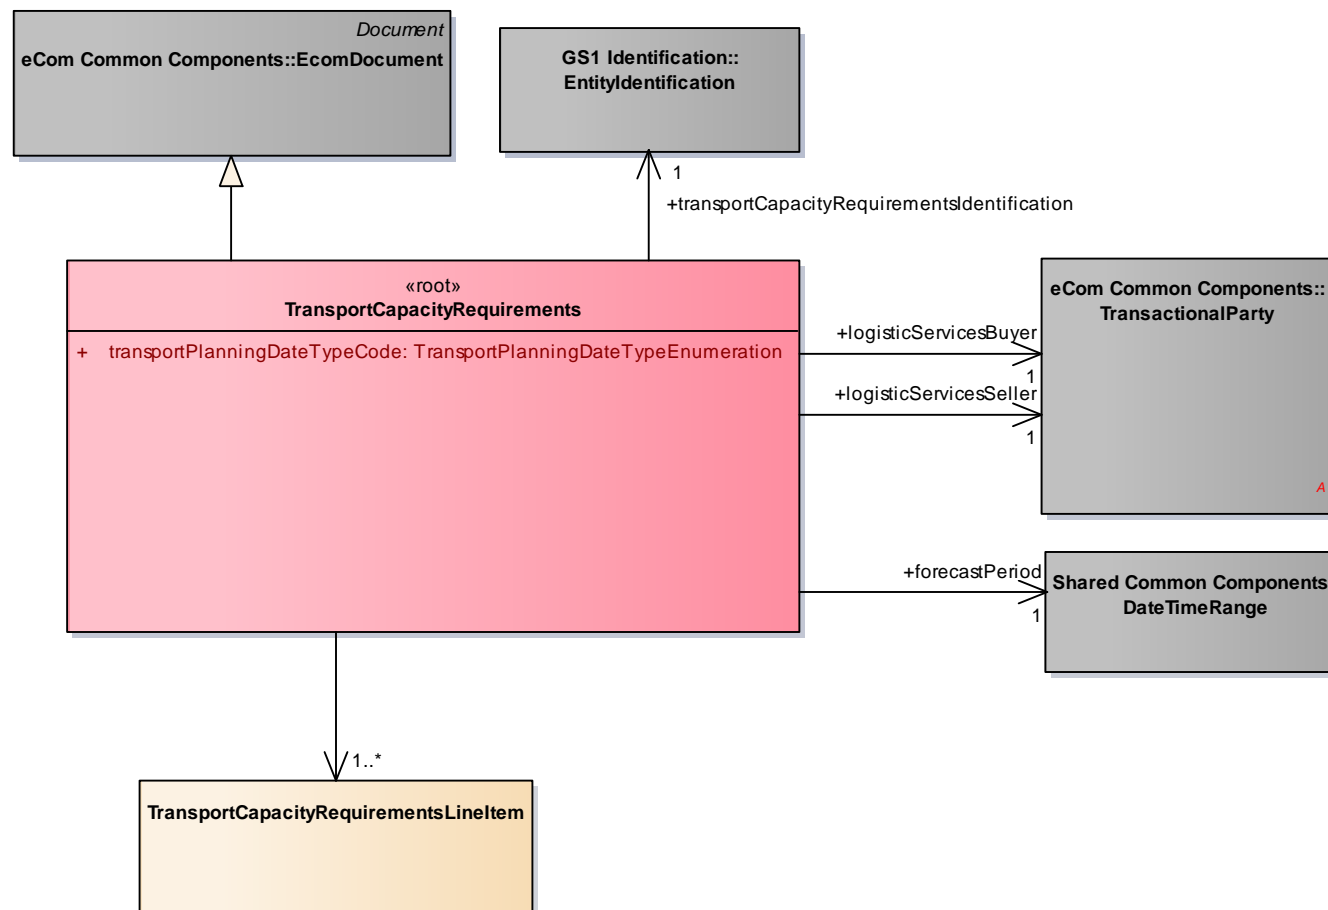 Document
eCom Common Components::EcomDocument
GS1 Identification::
EntityIdentification
1
+transportCapacityRequirementsIdentification
«root»
TransportCapacityRequirements
+ transportPlanningDateTypeCode: TransportPlanningDateTypeEnumeration
eCom Common Components::
TransactionalParty
+logisticServicesBuyer
1
+logisticServicesSeller
1
A
+forecastPeriod
1
Shared Common Components
DateTimeRange
1..*
TransportCapacityRequirementsLineItem